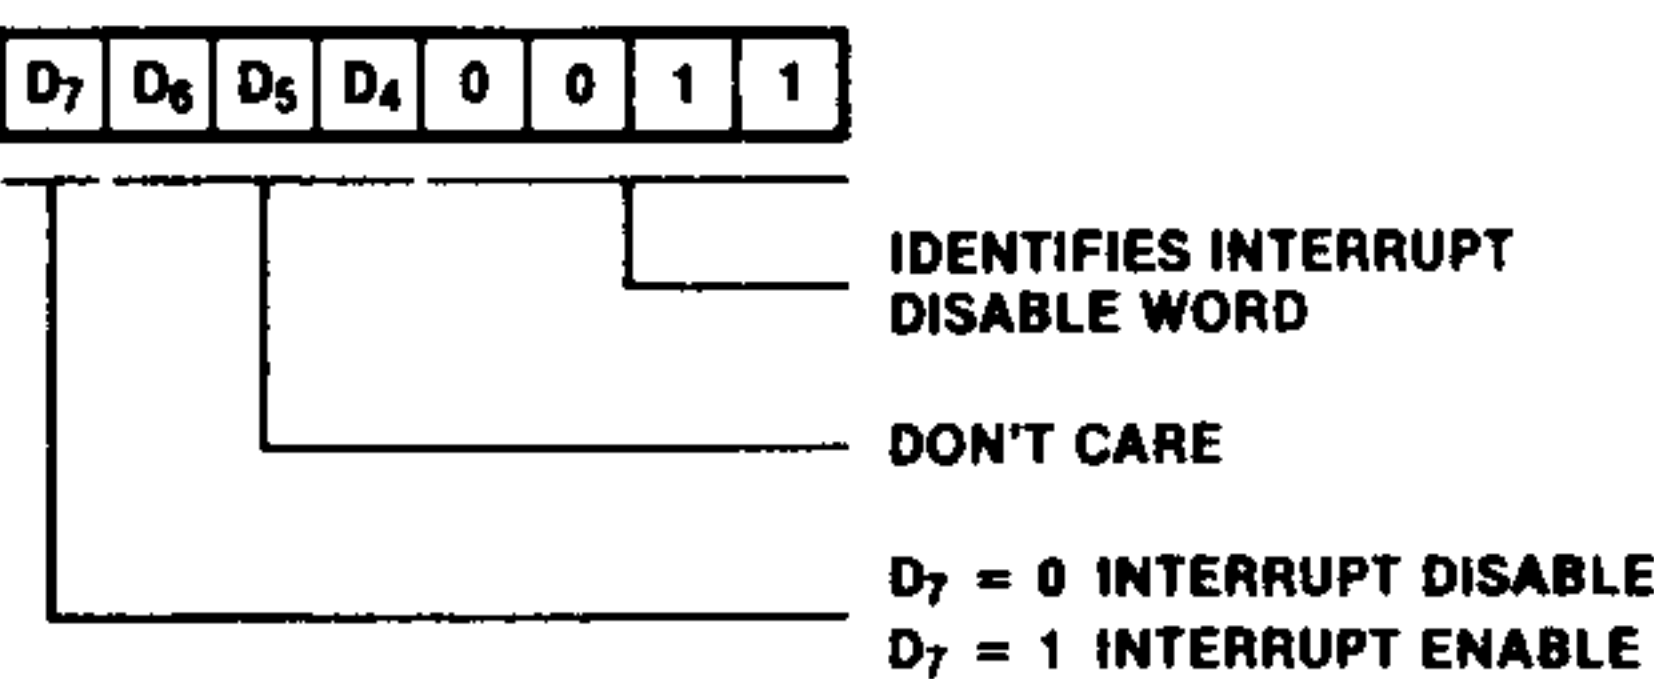 D7 D6 D5 D4 0 0 1 1
IDENTIFIES INTERRUPT
DISABLE WORD
DON'T CARE
D7 = 0 INTERRUPT DISABLE
D7 = 1 INTERRUPT ENABLE